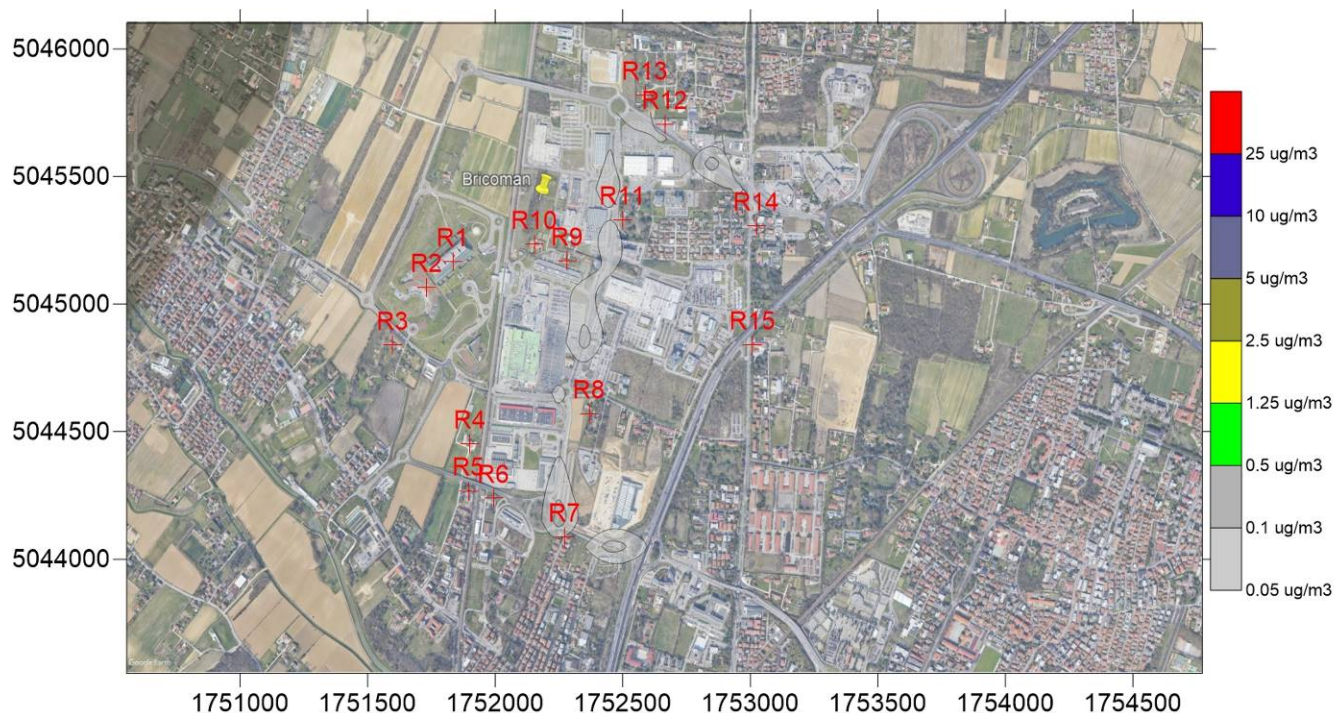 5046000
R13
R12
25 ug/m3
5045500
Bricoman
R11
R14
10 ug/m3
R10
R9
R1
R2
5 ug/m3
5045000
R3
R15
2.5 ug/m3
R8
1.25 ug/m3
5044500
R4
0.5 ug/m3
R5
R6
R7
0.1 ug/m3
5044000
0.05 ug/m3
Google Earth
1751000
1751500
1752000
1752500
1753000
1753500
1754000
1754500